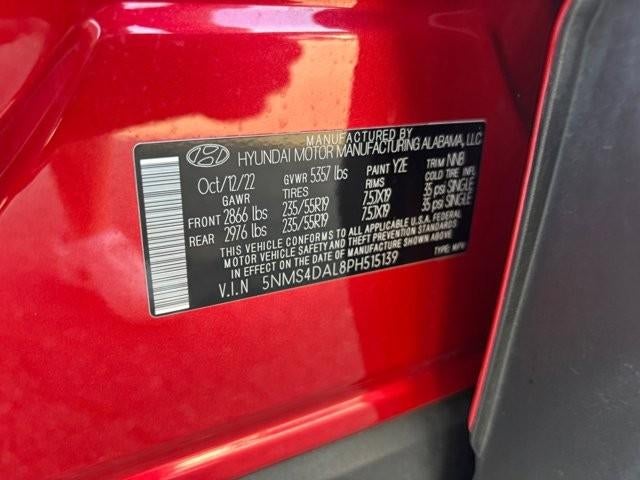 MANUFACTURED BY
HYUNDAI MOTOR MANUFACTURING ALABAMA, LLC
Oct/12/22 GVWR 5357 lbs PAINT Y2E TRIM NNB
GAWR TIRES RIMS COLD TIRE INFL.
FRONT 2866 lbs 235/55R19 7.5JX19 35 psi SINGLE
REAR 2976 lbs 235/55R19 7.5JX19 35 psi SINGLE
THIS VEHICLE CONFORMS TO ALL APPLICABLE U.S. FEDERAL
MOTOR VEHICLE SAFETY AND THEFT PREVENTION STANDARDS
IN EFFECT ON THE DATE OF MANUFACTURE SHOWN ABOVE.
V.I.N 5NMS4DAL8PH515139 TYPE: MPV